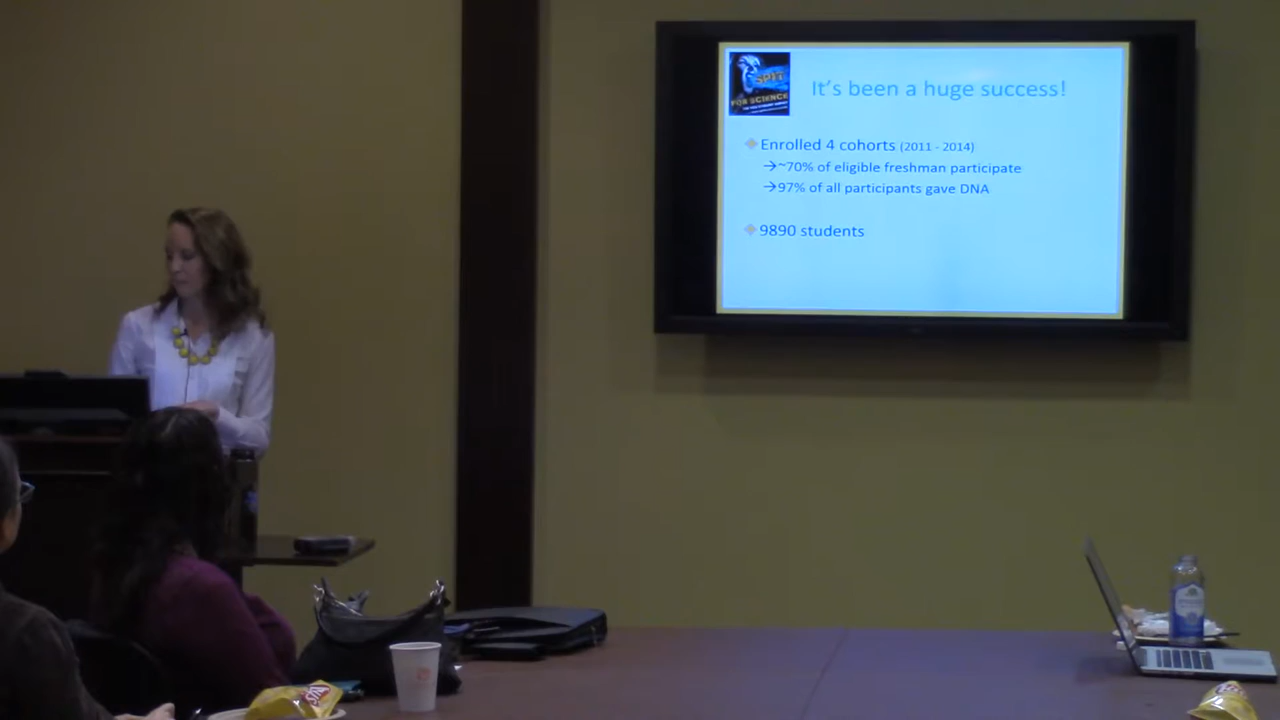 SPIT
FOR SCIENCE
It's been a huge success!
Enrolled 4 cohorts (2011 - 2014)
→~70% of eligible freshman participate
→97% of all participants gave DNA
9890 students